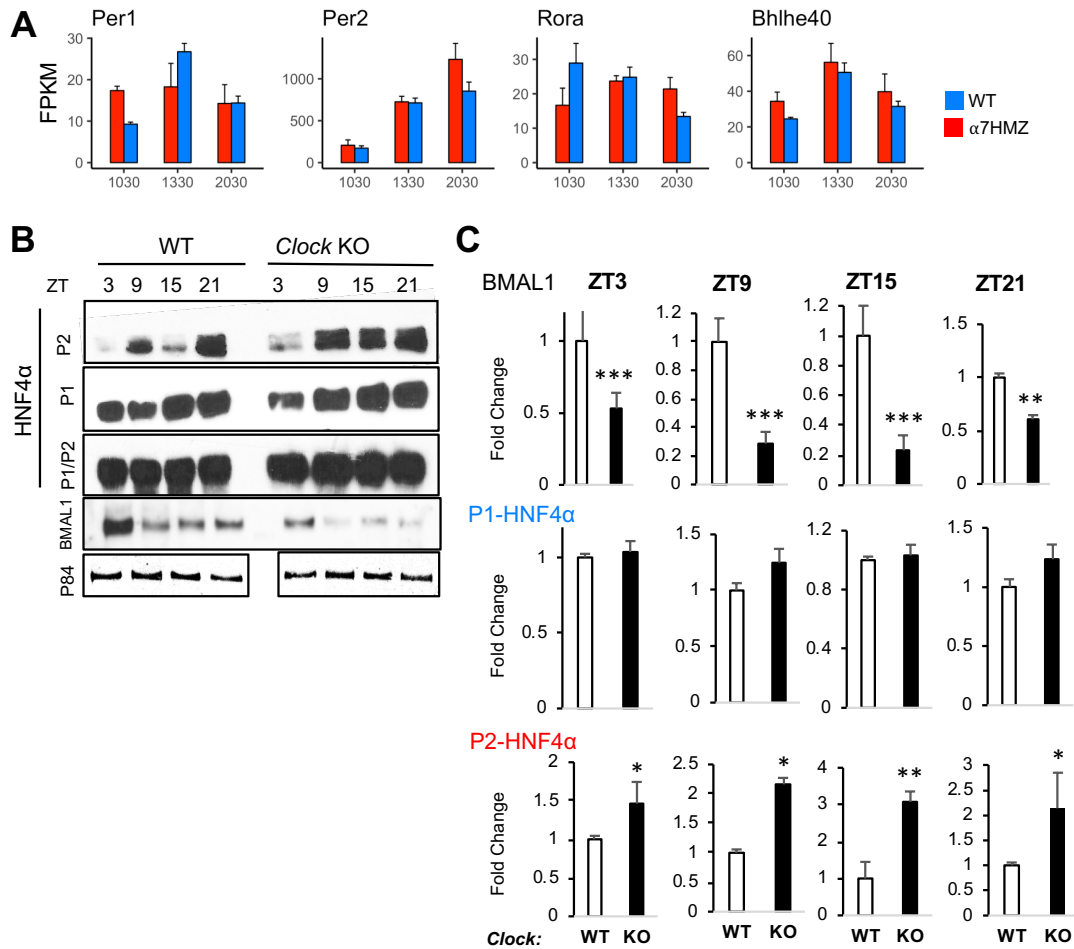 A
Per1
Per2
Rora
Bhlhe40
FPKM
30
20
10
0
1000
500
0
30
20
10
0
60
40
20
0
1030 1330 2030
1030 1330 2030
1030 1330 2030
1030 1330 2030
WT
α7HMZ
B
WT
Clock KO
ZT 3 9 15 21 3 9 15 21
HNF4α
P2
P1
P1/P2
BMAL1
P84
C
BMAL1 ZT3 ZT9 ZT15 ZT21
Fold Change
1
0.5
0
***
1.2
1
0.8
0.6
0.4
0.2
0
***
1.2
1
0.8
0.6
0.4
0.2
0
***
1.5
1
0.5
0
**
P1-HNF4α
Fold Change
1
0
1.5
1
0.5
0
1.2
1
0.8
0.6
0.4
0.2
0
1.5
1
0.5
0
P2-HNF4α
Fold Change
2
1.5
1
0.5
0
*
2.5
2
1.5
1
0.5
0
*
4
3
2
1
0
**
2.5
2
1.5
1
0.5
0
*
Clock: WT KO WT KO WT KO WT KO